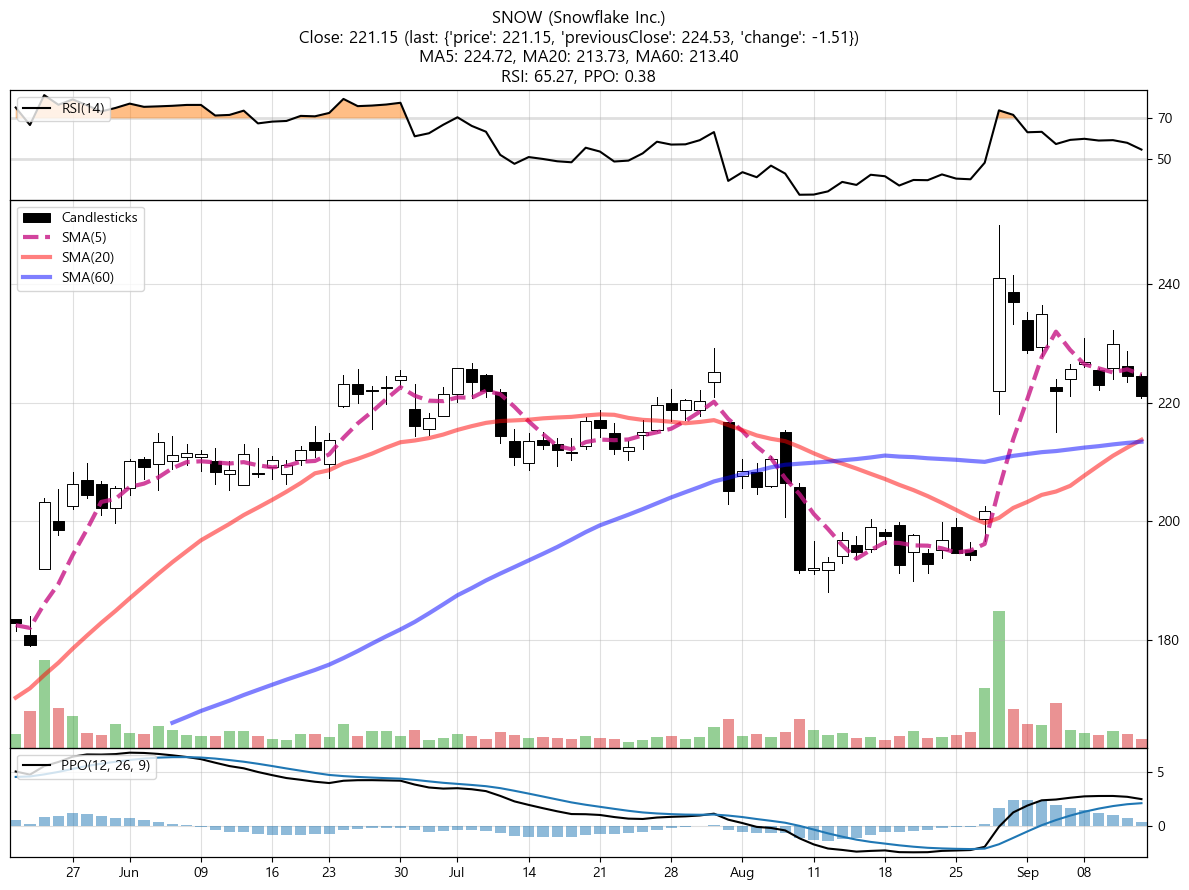 SNOW (Snowflake Inc.)
Close: 221.15 (last: {'price': 221.15, 'previousClose': 224.53, 'change': -1.51})
MA5: 224.72, MA20: 213.73, MA60: 213.40
RSI: 65.27, PPO: 0.38
RSI(14)
70
50
Candlesticks
SMA(5)
SMA(20)
SMA(60)
240
220
200
180
PPO(12, 26, 9)
5
0
27 Jun 09 16 23 30 Jul 14 21 28 Aug 11 18 25 Sep 08